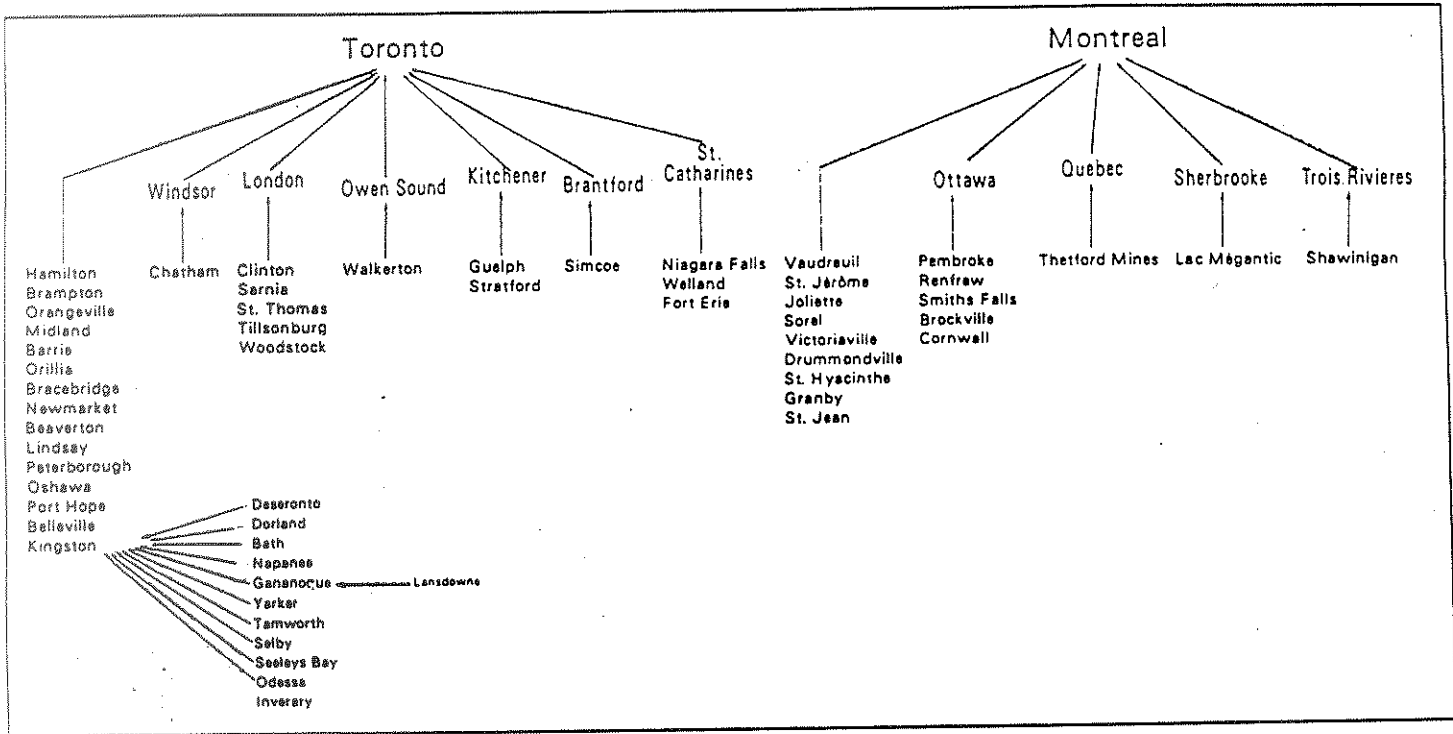 Toronto
Montreal
Windsor
London
Owen Sound
Kitchener
Brantford
St.
Catharines
Ottawa
Quebec
Sherbrooke
Trois Rivieres
Hamilton
Brampton
Orangeville
Midland
Barrie
Orillia
Bracebridge
Newmarket
Beaverton
Lindsay
Peterborough
Oshawa
Port Hope
Belleville
Kingston
Chatham
Clinton
Sarnia
St. Thomas
Tillsonburg
Woodstock
Walkerton
Guelph
Stratford
Simcoe
Niagara Falls
Welland
Fort Erie
Vaudreuil
St. Jérôme
Joliette
Sorel
Victoriaville
Drummondville
St. Hyacinthe
Granby
St. Jean
Pembroke
Renfrew
Smiths Falls
Brockville
Cornwall
Thetford Mines
Lac Mégantic
Shawinigan
Deseronto
Dorland
Bath
Napanee
Gananoque
Lansdowne
Yarker
Tamworth
Selby
Seeleys Bay
Odessa
Inverary